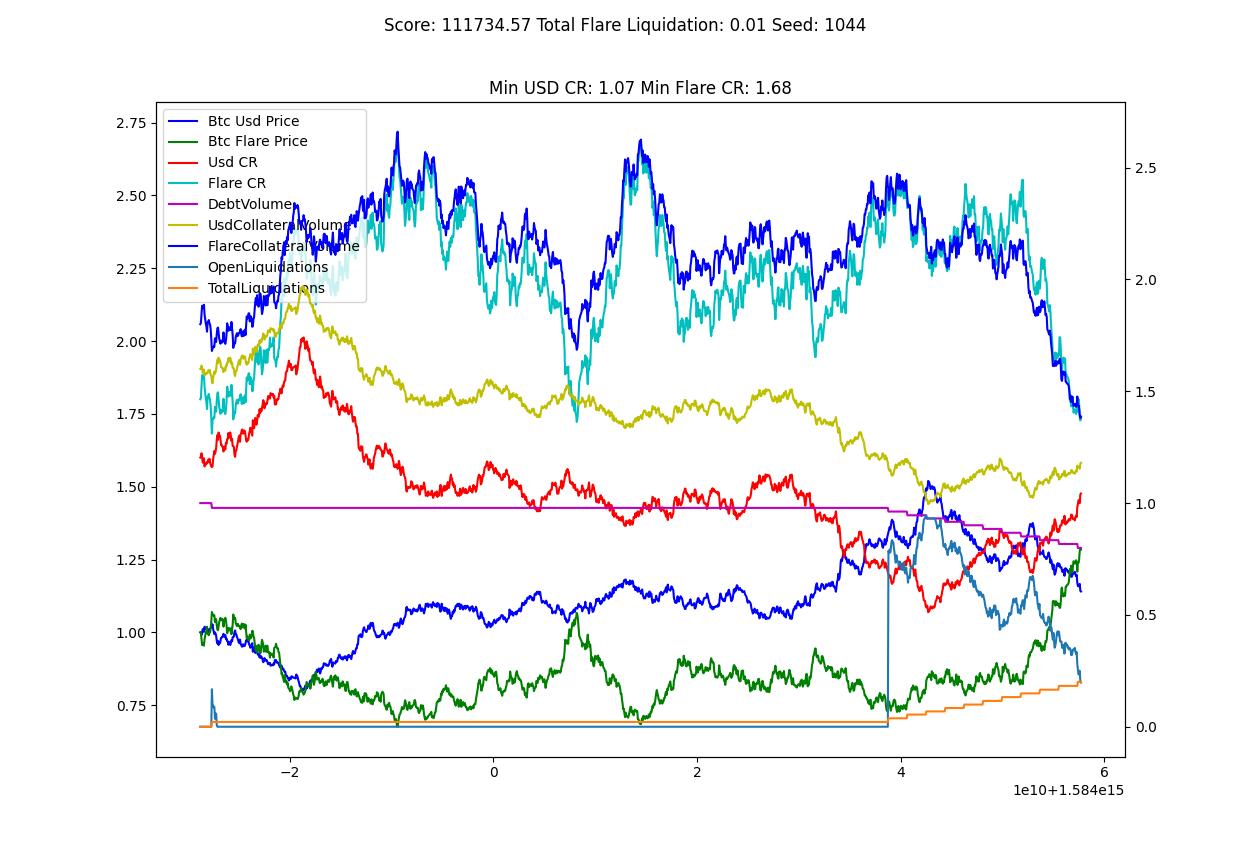 Score: 111734.57 Total Flare Liquidation: 0.01 Seed: 1044
Min USD CR: 1.07 Min Flare CR: 1.68
Btc Usd Price
Btc Flare Price
Usd CR
Flare CR
DebtVolume
UsdCollateralVolume
FlareCollateralVolume
OpenLiquidations
TotalLiquidations
2.75
2.50
2.25
2.00
1.75
1.50
1.25
1.00
0.75
2.5
2.0
1.5
1.0
0.5
0.0
−2
0
2
4
6
1e10+1.584e15